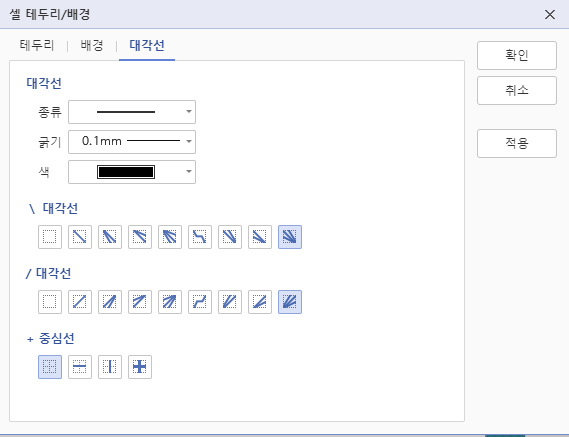 셀 테두리/배경
테두리 | 배경 | 대각선
확인
취소
적용
대각선
종류
굵기 0.1mm
색
\ 대각선
/ 대각선
+ 중심선